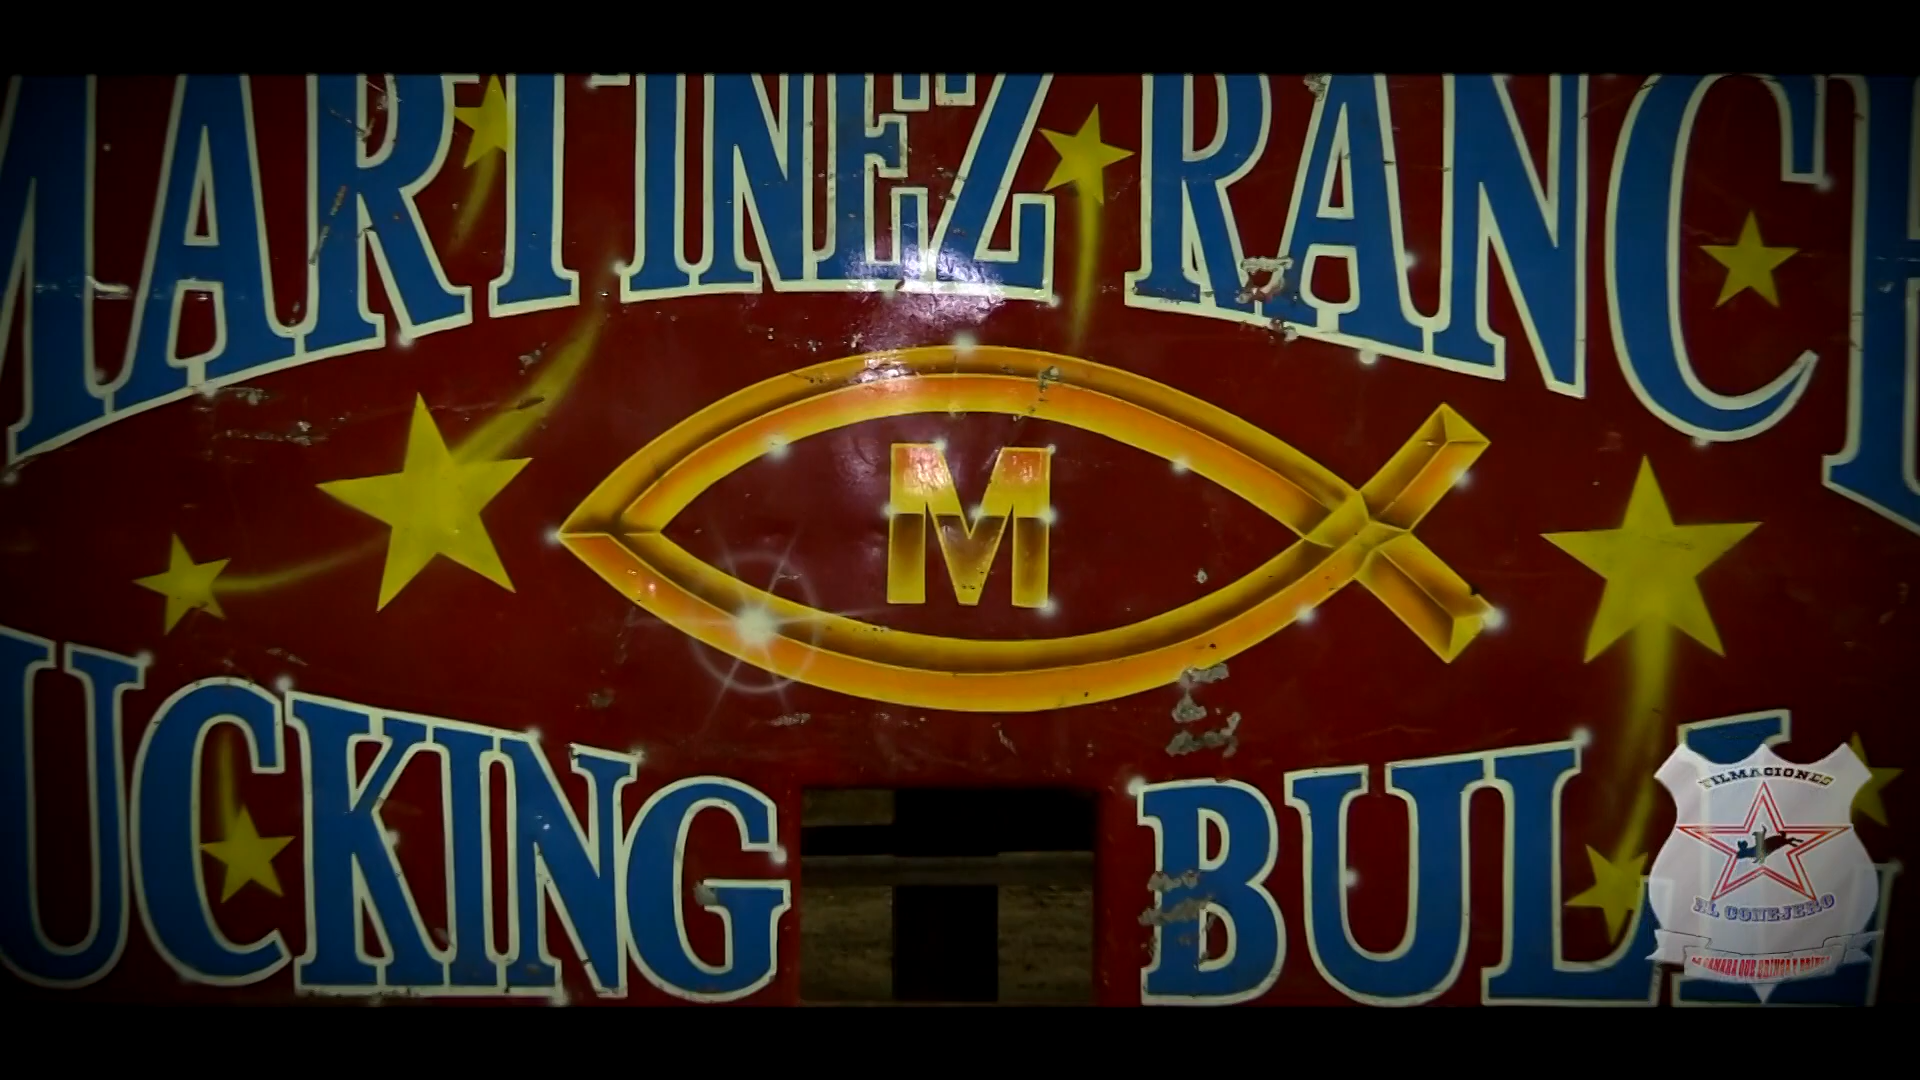 MARTINEZ RANCH
M
UCKING BULL
FILMACIONES
EL CONEJERO